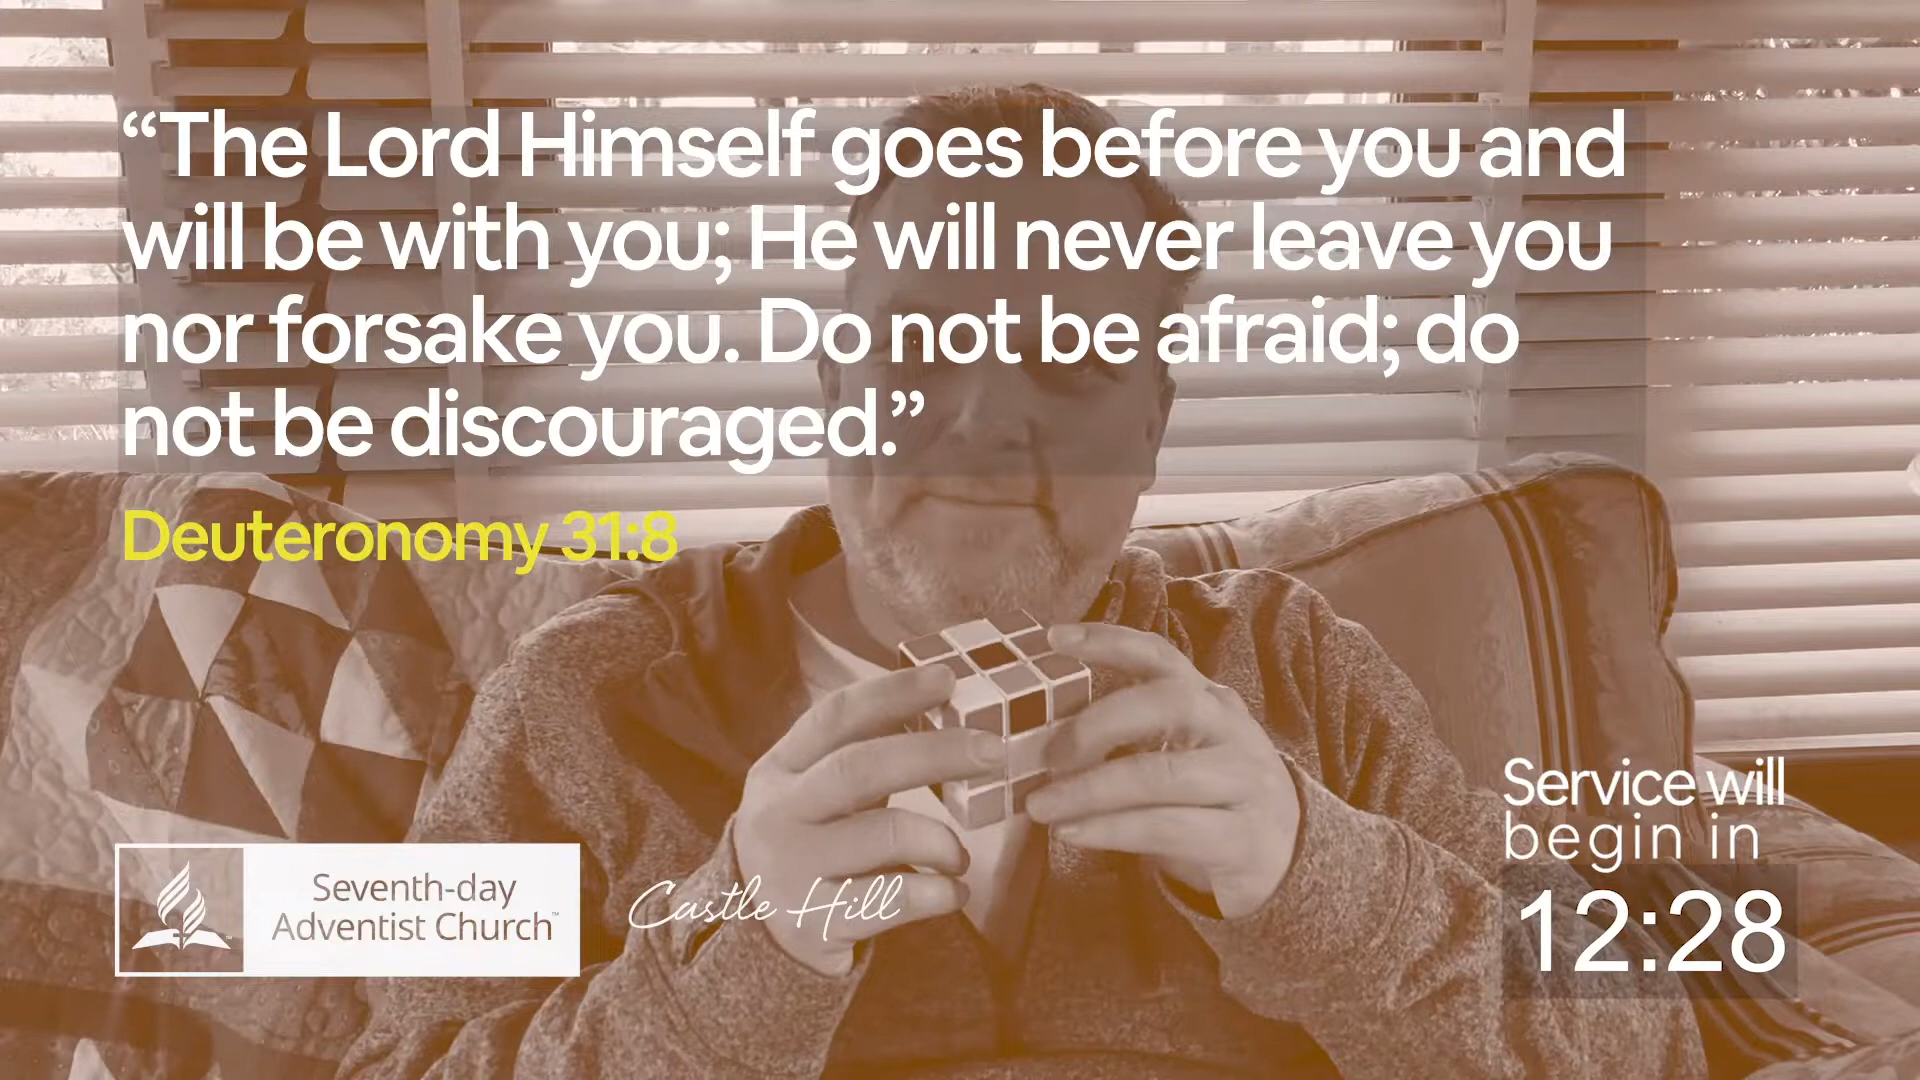 “The Lord Himself goes before you and
will be with you; He will never leave you
nor forsake you. Do not be afraid; do
not be discouraged.”
Deuteronomy 31:8
Service will
begin in
12:28
Seventh-day
Adventist Church™
Castle Hill